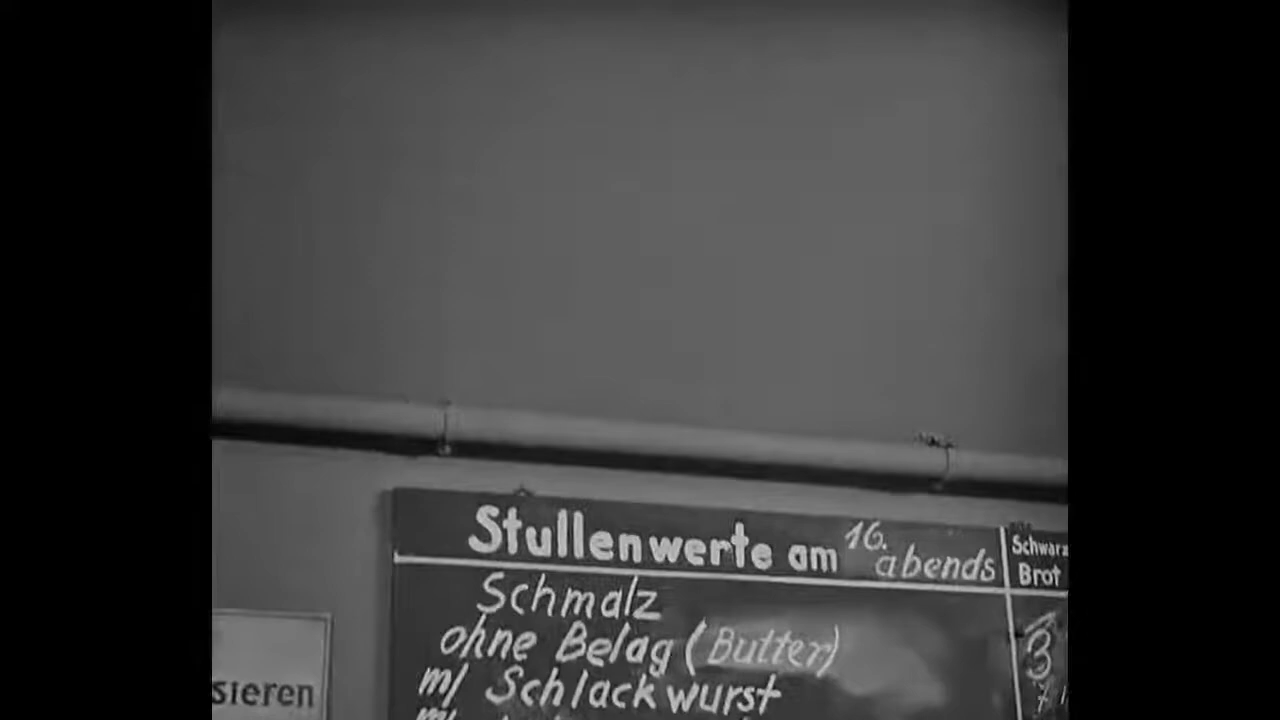 Stullenwerte am 16. abends
Schwarz
Brot
Schmalz
3
ohne Belag (Butter)
m/ Schlackwurst
sieren